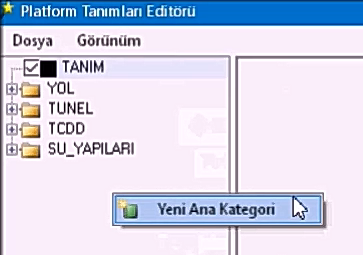 Platform Tanımları Editörü
Dosya Görünüm
TANIM
YOL
TUNEL
TCDD
SU_YAPILARI
Yeni Ana Kategori